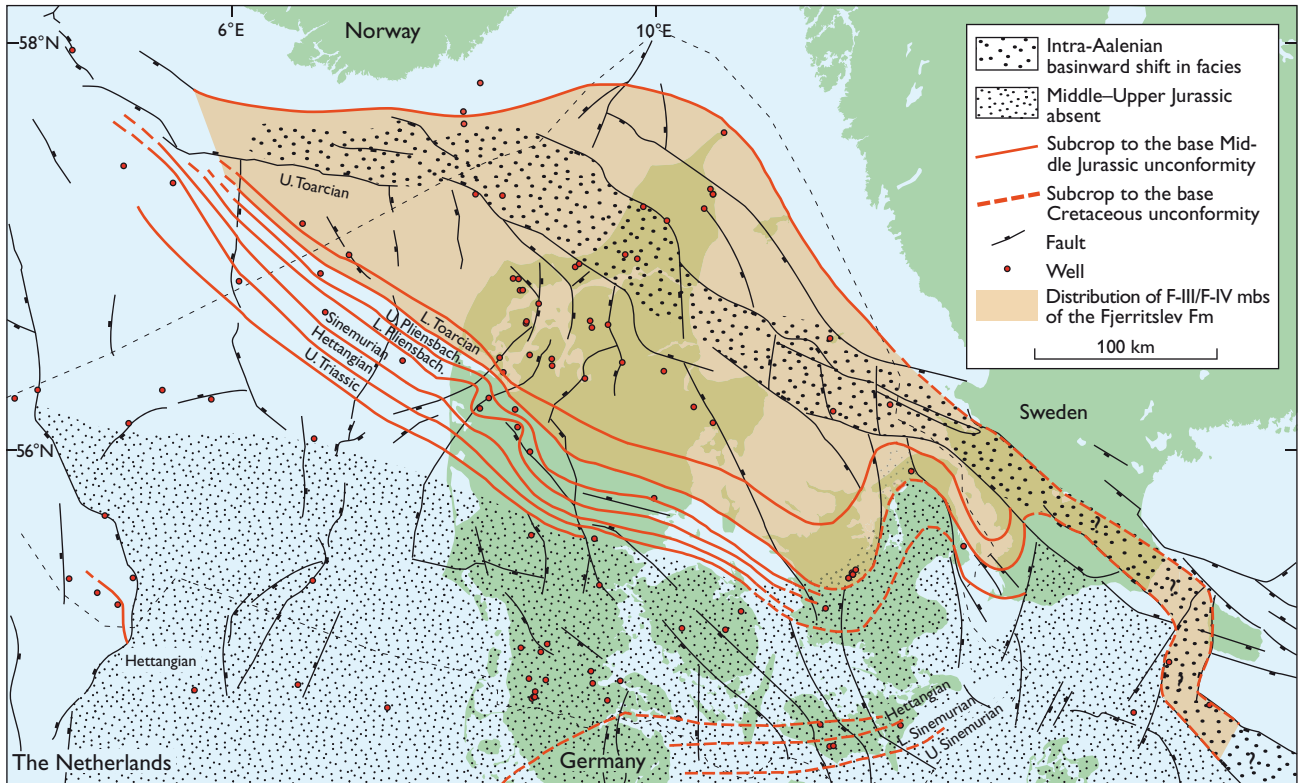 6°E
10°E
58°N
Norway
Intra-Aalenian
basinward shift in facies
Middle–Upper Jurassic
absent
Subcrop to the base Mid-
dle Jurassic unconformity
Subcrop to the base
Cretaceous unconformity
Fault
Well
Distribution of F-III/F-IV mbs
of the Fjerritslev Fm
100 km
U. Toarcian
L. Toarcian
U. Pliensbach.
L. Pliensbach.
Sinemurian
Hettangian
U. Triassic
Sweden
56°N
?
?
?
?
?
Hettangian
Hettangian
L. Sinemurian
U. Sinemurian
The Netherlands
Germany